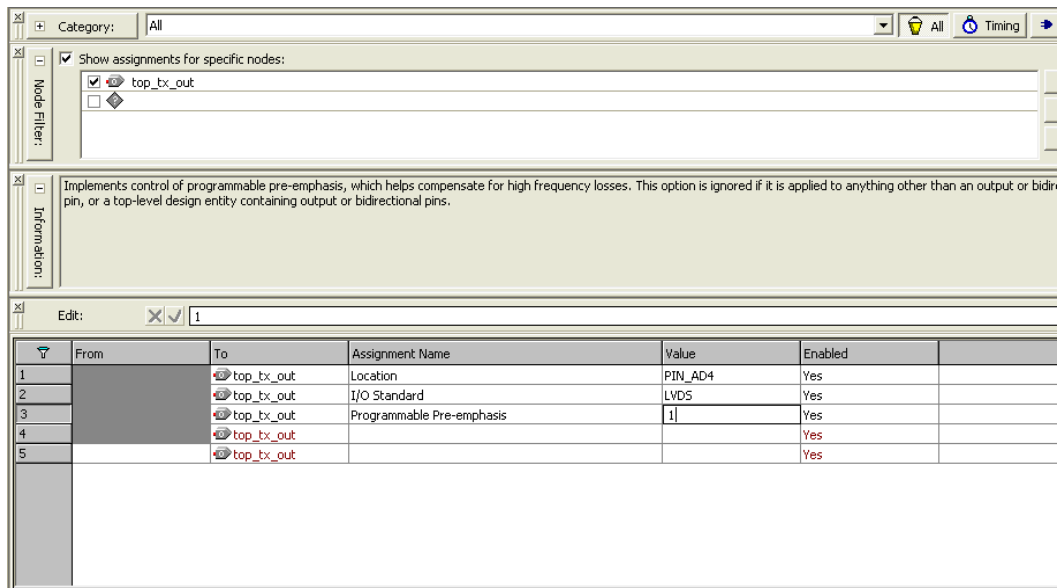 Category: All All Timing
Show assignments for specific nodes:
Node Filter:
top_tx_out
Information:
Implements control of programmable pre-emphasis, which helps compensate for high frequency losses. This option is ignored if it is applied to anything other than an output or bidire
pin, or a top-level design entity containing output or bidirectional pins.
Edit: 1
From To Assignment Name Value Enabled
1 top_tx_out Location PIN_AD4 Yes
2 top_tx_out I/O Standard LVDS Yes
3 top_tx_out Programmable Pre-emphasis 1 Yes
4 top_tx_out Yes
5 top_tx_out Yes